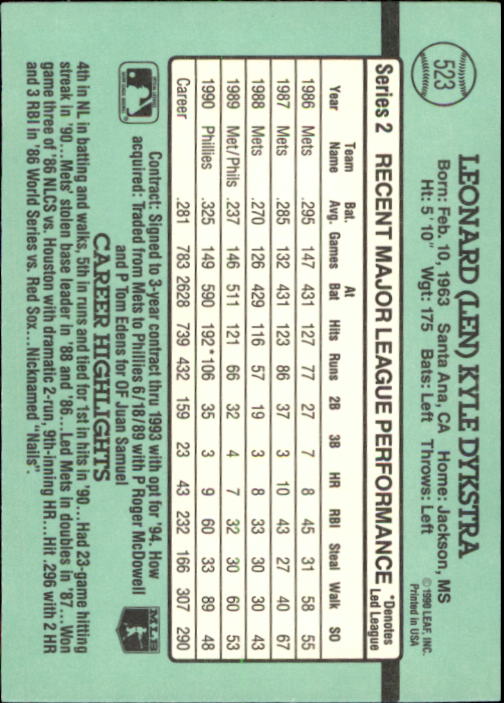 523
LEONARD (LEN) KYLE DYKSTRA
Born: Feb. 10, 1963 Santa Ana, CA Home: Jackson, MS
Ht: 5' 10" Wgt: 175 Bats: Left Throws: Left
© 1990 LEAF, INC.
Printed in USA
Series 2 RECENT MAJOR LEAGUE PERFORMANCE *Denotes Led League
Year Team Name Bat. Avg. Games At Bat Hits Runs 2B 3B HR RBI Steal Walk SO
1986 Mets .295 147 431 127 77 27 7 8 45 31 58 55
1987 Mets .285 132 431 123 86 37 3 10 43 27 40 67
1988 Mets .270 126 429 116 57 19 3 8 33 30 30 43
1989 Met/Phils .237 146 511 121 66 32 4 7 32 30 60 53
1990 Phillies .325 149 590 192* 106 35 3 9 60 33 89 48
Career .281 783 2628 739 432 159 23 43 232 166 307 290
Contract: Signed to 3-year contract thru 1993 with opt for '94. How
acquired: Traded from Mets to Phillies 6/18/89 with P Roger McDowell
and P Tom Edens for OF Juan Samuel
MLB
CAREER HIGHLIGHTS
4th in NL in batting and walks, 5th in runs and tied for 1st in hits in '90...Had 23-game hitting
streak in '90...Mets' stolen base leader in '88 and '86...Led Mets in doubles in '87...Won
game three of '86 NLCS vs. Houston with dramatic 2-run, 9th-inning HR...Hit .296 with 2 HR
and 3 RBI in '86 World Series vs. Red Sox...Nicknamed "Nails".